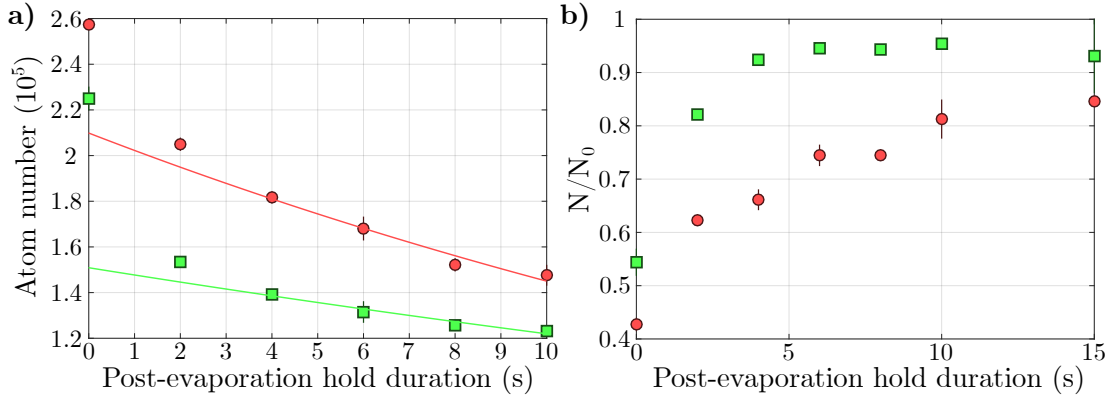 a)
2.6
2.4
2.2
2
1.8
1.6
1.4
1.2
Atom number (10⁵)
0 1 2 3 4 5 6 7 8 9 10
Post-evaporation hold duration (s)
b)
1
0.9
0.8
0.7
0.6
0.5
0.4
N/N₀
0 5 10 15
Post-evaporation hold duration (s)